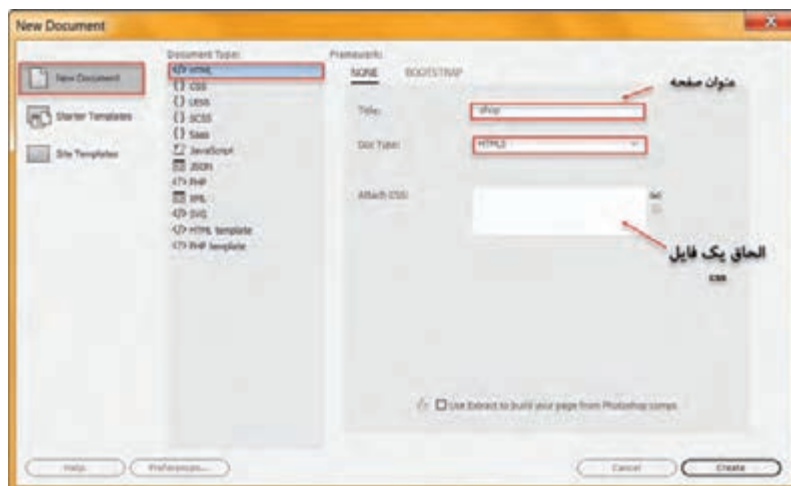 New Document
New Document
Starter Templates
Site Templates
Document Type:
</> HTML
{} CSS
{} LESS
{} SCSS
{} Sass
JavaScript
JSON
</> PHP
XML
</> SVG
</> HTML template
</> PHP template
Framework:
NONE BOOTSTRAP
Title: shop
عنوان صفحه
Doc Type: HTML5
Attach CSS:
الحاق یک فایل
css
Use Extract to build your page from Photoshop comps
Help
Preferences...
Cancel
Create